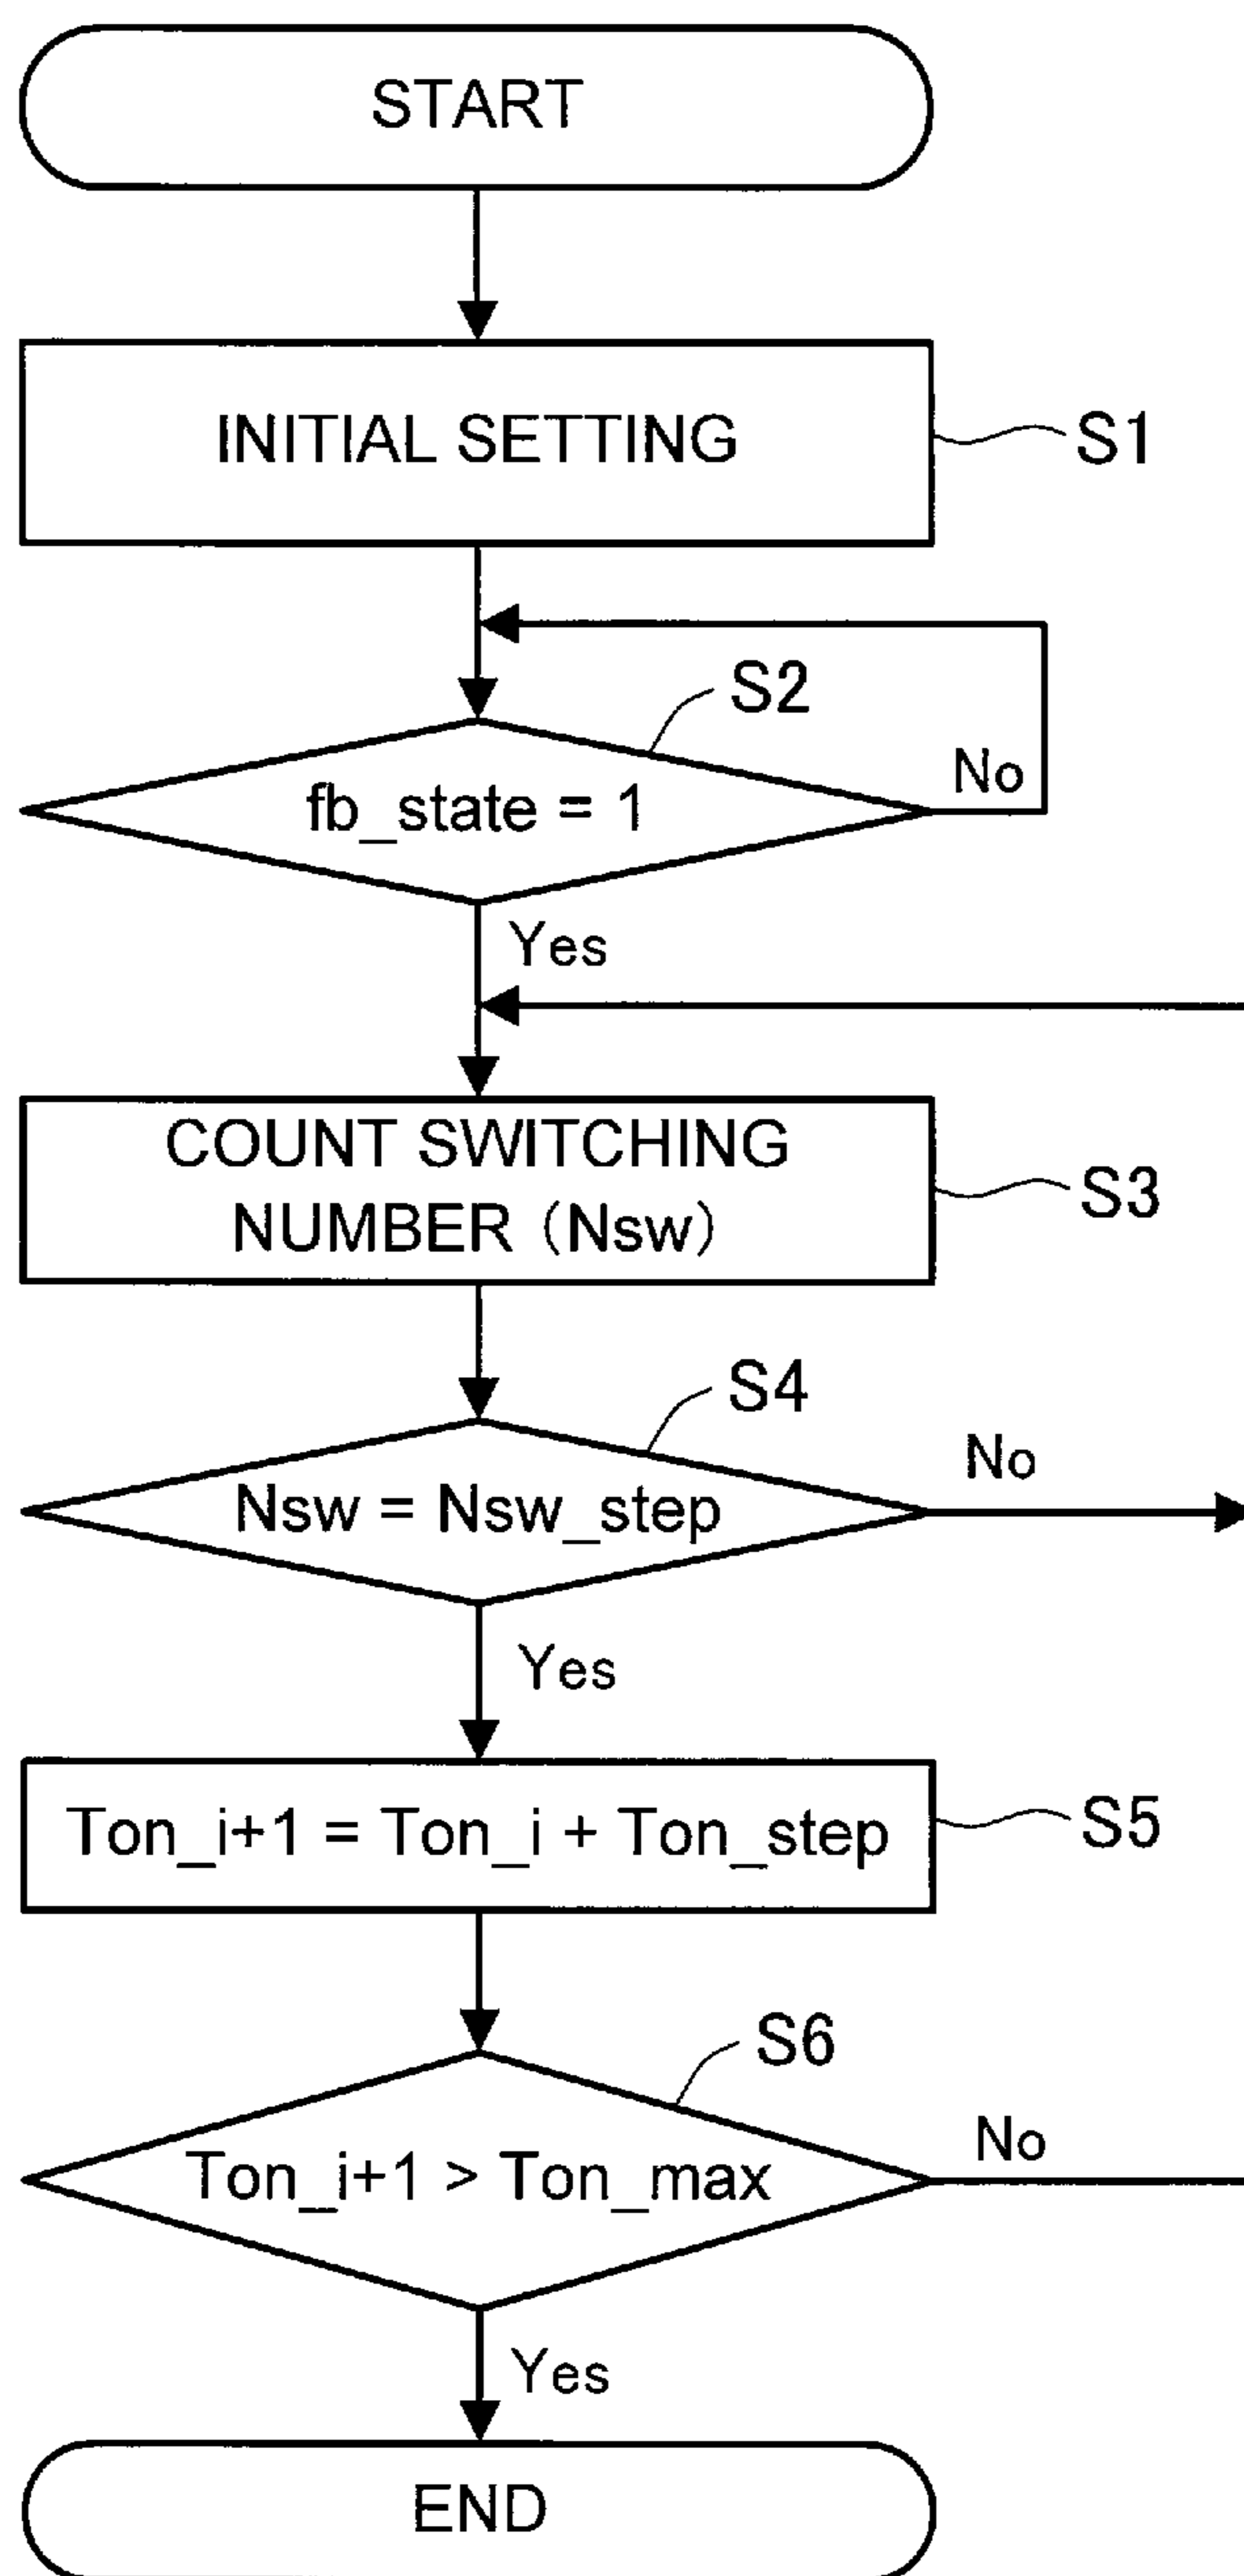 START
INITIAL SETTING
S1
S2
fb_state = 1
No
Yes
COUNT SWITCHING
NUMBER (Nsw)
S3
S4
Nsw = Nsw_step
No
Yes
Ton_i+1 = Ton_i + Ton_step
S5
S6
Ton_i+1 > Ton_max
No
Yes
END